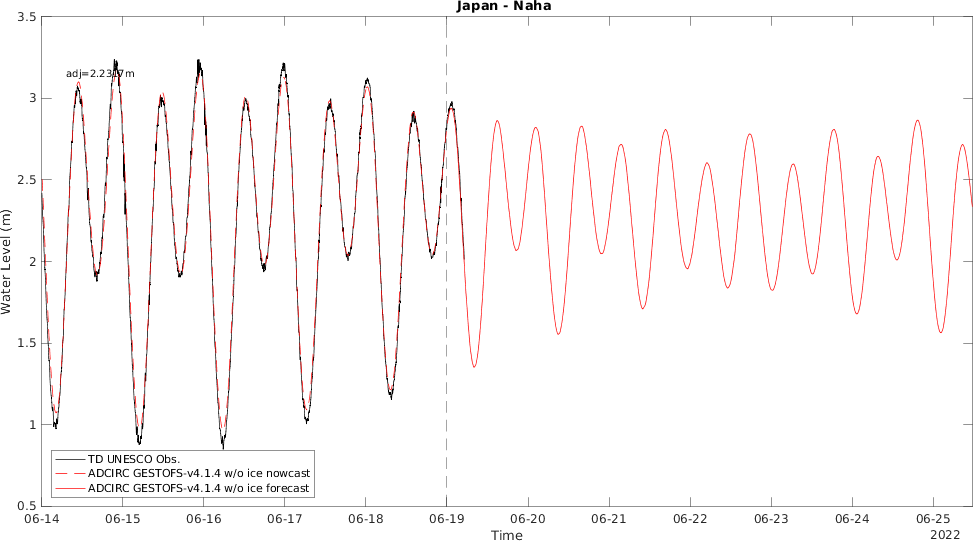 Japan - Naha
3.5
3
2.5
2
1.5
1
0.5
Water Level (m)
adj=2.2317m
TD UNESCO Obs.
ADCIRC GESTOFS-v4.1.4 w/o ice nowcast
ADCIRC GESTOFS-v4.1.4 w/o ice forecast
06-14 06-15 06-16 06-17 06-18 06-19 06-20 06-21 06-22 06-23 06-24 06-25
Time
2022